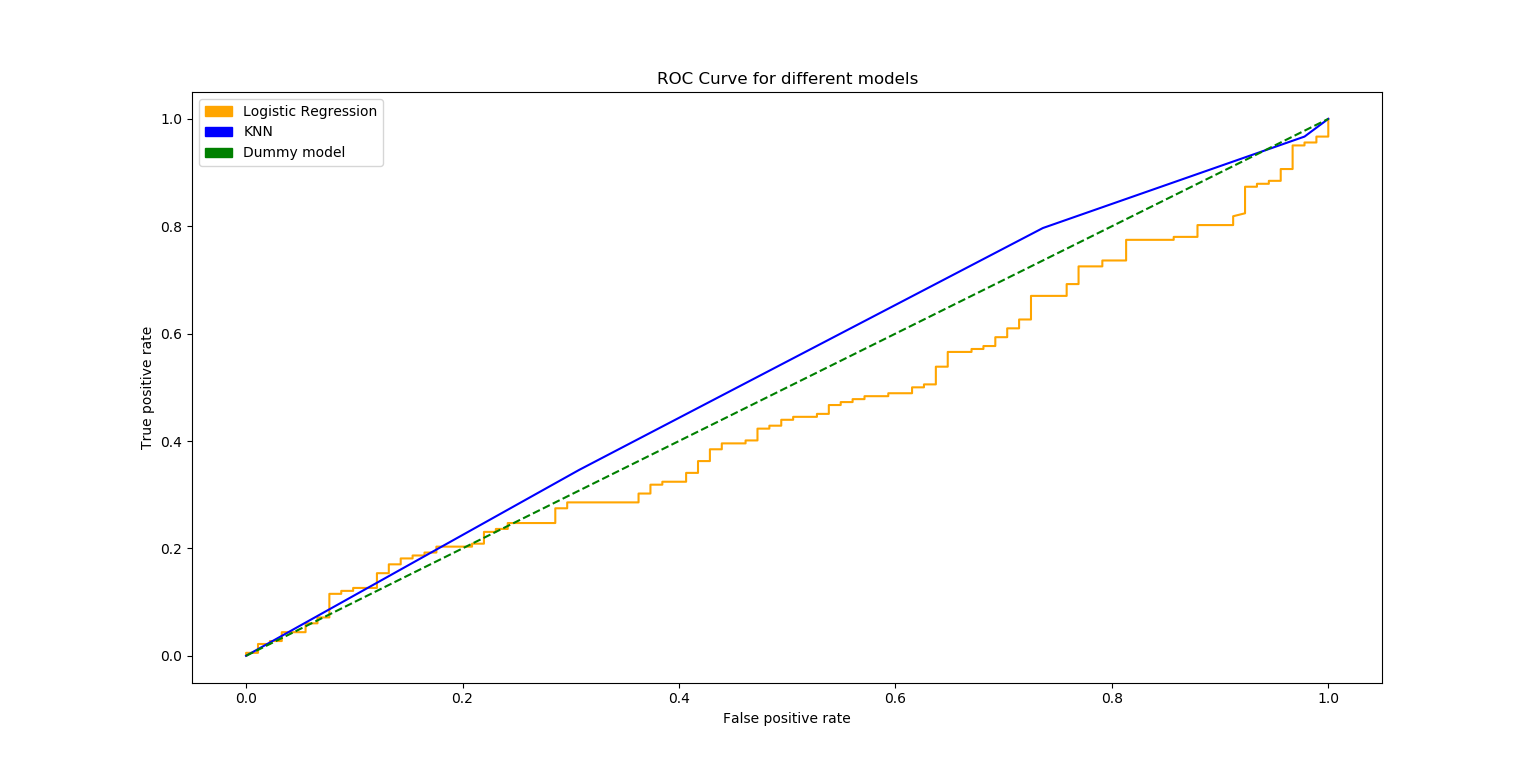 ROC Curve for different models
Logistic Regression
KNN
Dummy model
True positive rate
1.0
0.8
0.6
0.4
0.2
0.0
0.0 0.2 0.4 0.6 0.8 1.0
False positive rate